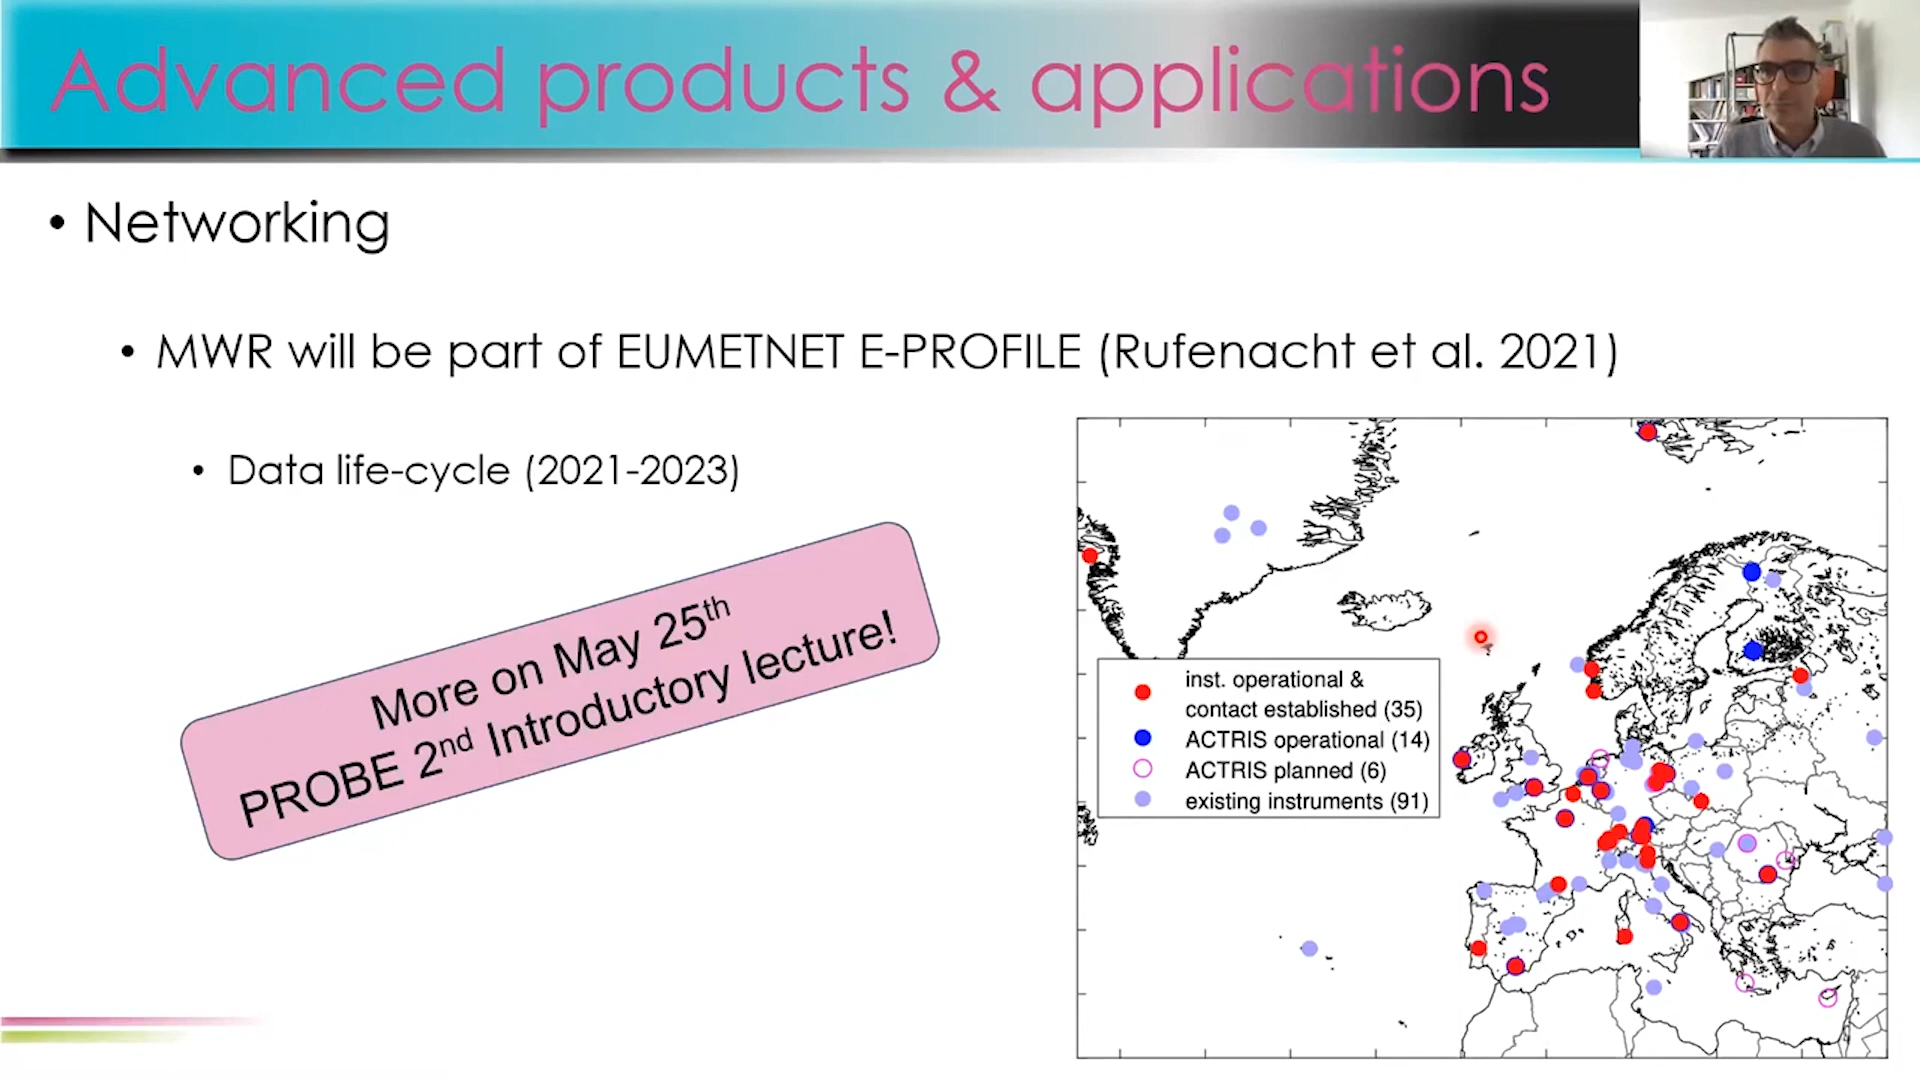 Advanced products & applications
• Networking
• MWR will be part of EUMETNET E-PROFILE (Rufenacht et al. 2021)
• Data life-cycle (2021-2023)
More on May 25th
PROBE 2nd Introductory lecture!
inst. operational &
contact established (35)
ACTRIS operational (14)
ACTRIS planned (6)
existing instruments (91)